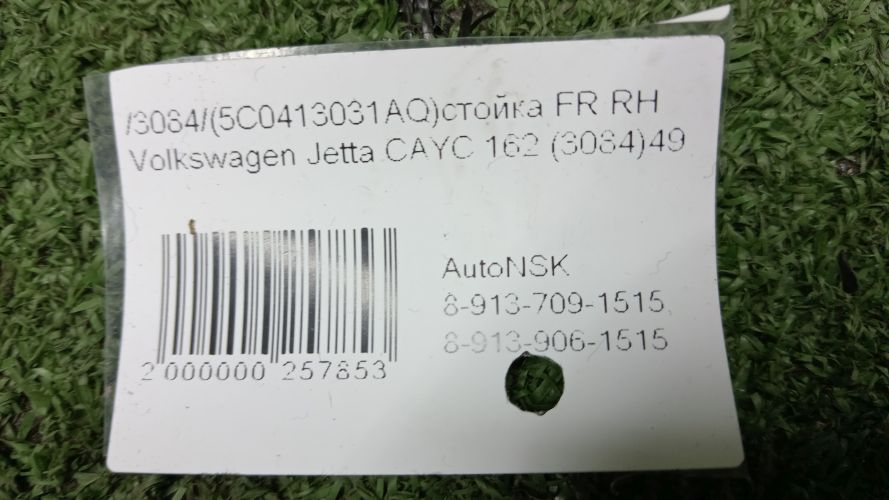 /3084/(5C0413031AQ)стойка FR RH
Volkswagen Jetta CAYC 162 (3084)49
AutoNSK
8-913-709-1515
8-913-906-1515
2 000000 257853